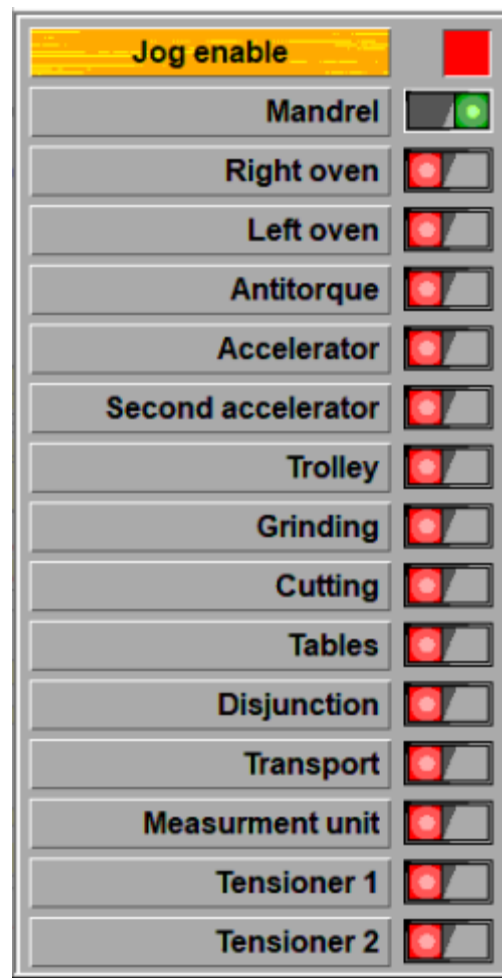 Jog enable
Mandrel
Right oven
Left oven
Antitorque
Accelerator
Second accelerator
Trolley
Grinding
Cutting
Tables
Disjunction
Transport
Measurment unit
Tensioner 1
Tensioner 2